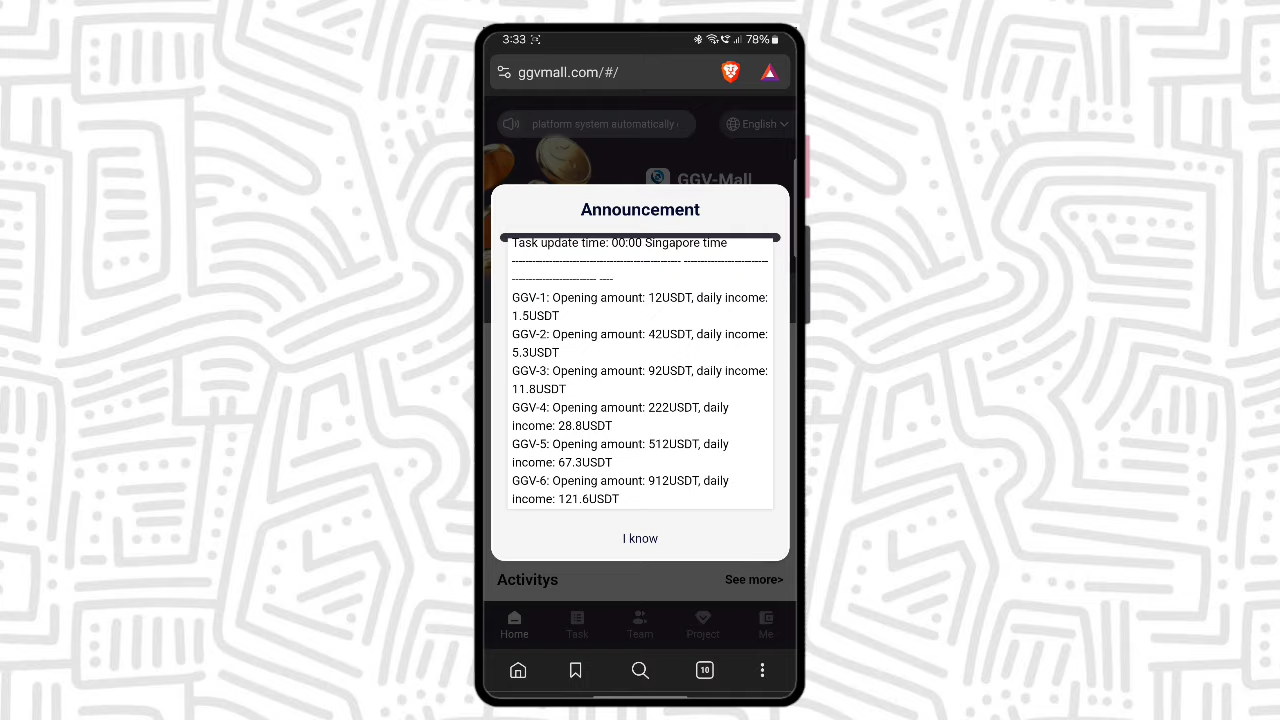 3:33 78%
ggvmall.com/#/
platform system automatically
English
GGV-Mall
Announcement
Task update time: 00:00 Singapore time
GGV-1: Opening amount: 12USDT, daily income:
1.5USDT
GGV-2: Opening amount: 42USDT, daily income:
5.3USDT
GGV-3: Opening amount: 92USDT, daily income:
11.8USDT
GGV-4: Opening amount: 222USDT, daily
income: 28.8USDT
GGV-5: Opening amount: 512USDT, daily
income: 67.3USDT
GGV-6: Opening amount: 912USDT, daily
income: 121.6USDT
I know
Activitys See more>
Home Task Team Project Me
10